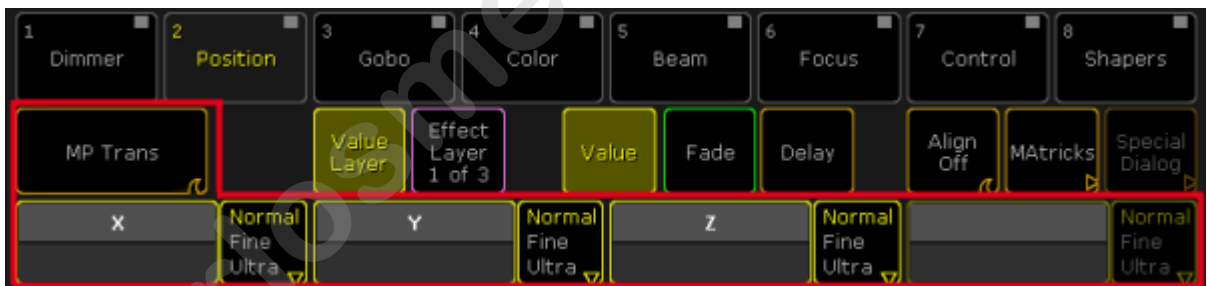 1 2 3 4 5 6 7 8
Dimmer Position Gobo Color Beam Focus Control Shapers
MP Trans
Value
Layer
Effect
Layer
1 of 3
Value
Fade
Delay
Align
Off
MAtricks
Special
Dialog
X
Normal
Fine
Ultra
Y
Normal
Fine
Ultra
Z
Normal
Fine
Ultra
Normal
Fine
Ultra